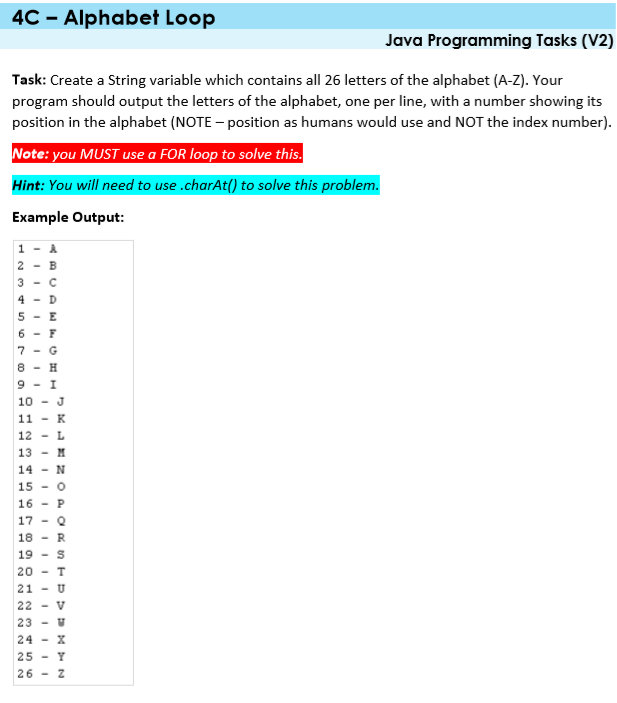 4C – Alphabet Loop
Java Programming Tasks (V2)
Task: Create a String variable which contains all 26 letters of the alphabet (A-Z). Your
program should output the letters of the alphabet, one per line, with a number showing its
position in the alphabet (NOTE – position as humans would use and NOT the index number).
Note: you MUST use a FOR loop to solve this.
Hint: You will need to use .charAt() to solve this problem.
Example Output:
1 - A
2 - B
3 - C
4 - D
5 - E
6 - F
7 - G
8 - H
9 - I
10 - J
11 - K
12 - L
13 - M
14 - N
15 - O
16 - P
17 - Q
18 - R
19 - S
20 - T
21 - U
22 - V
23 - W
24 - X
25 - Y
26 - Z